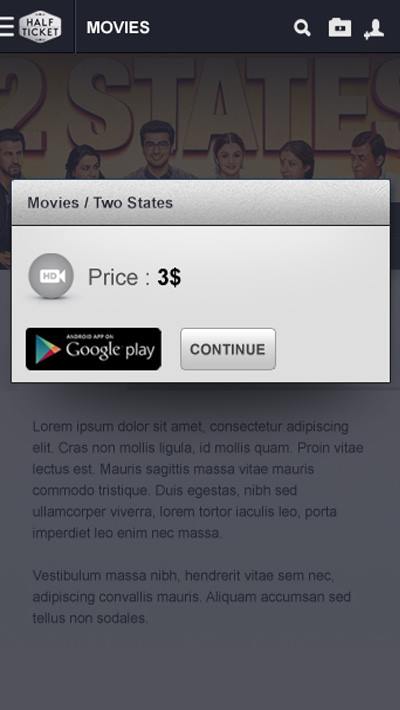 HALF
TICKET
MOVIES
2 STATES
Movies / Two States
HD
Price : 3$
ANDROID APP ON
Google play
CONTINUE
Lorem ipsum dolor sit amet, consectetur adipiscing
elit. Cras non mollis ligula, id mollis quam. Proin vitae
lectus est. Mauris sagittis massa vitae mauris
commodo tristique. Duis egestas, nibh sed
ullamcorper viverra, lorem tortor iaculis leo, porta
imperdiet leo enim nec massa.
Vestibulum massa nibh, hendrerit vitae sem nec,
adipiscing convallis mauris. Aliquam accumsan sed
tellus non sodales.